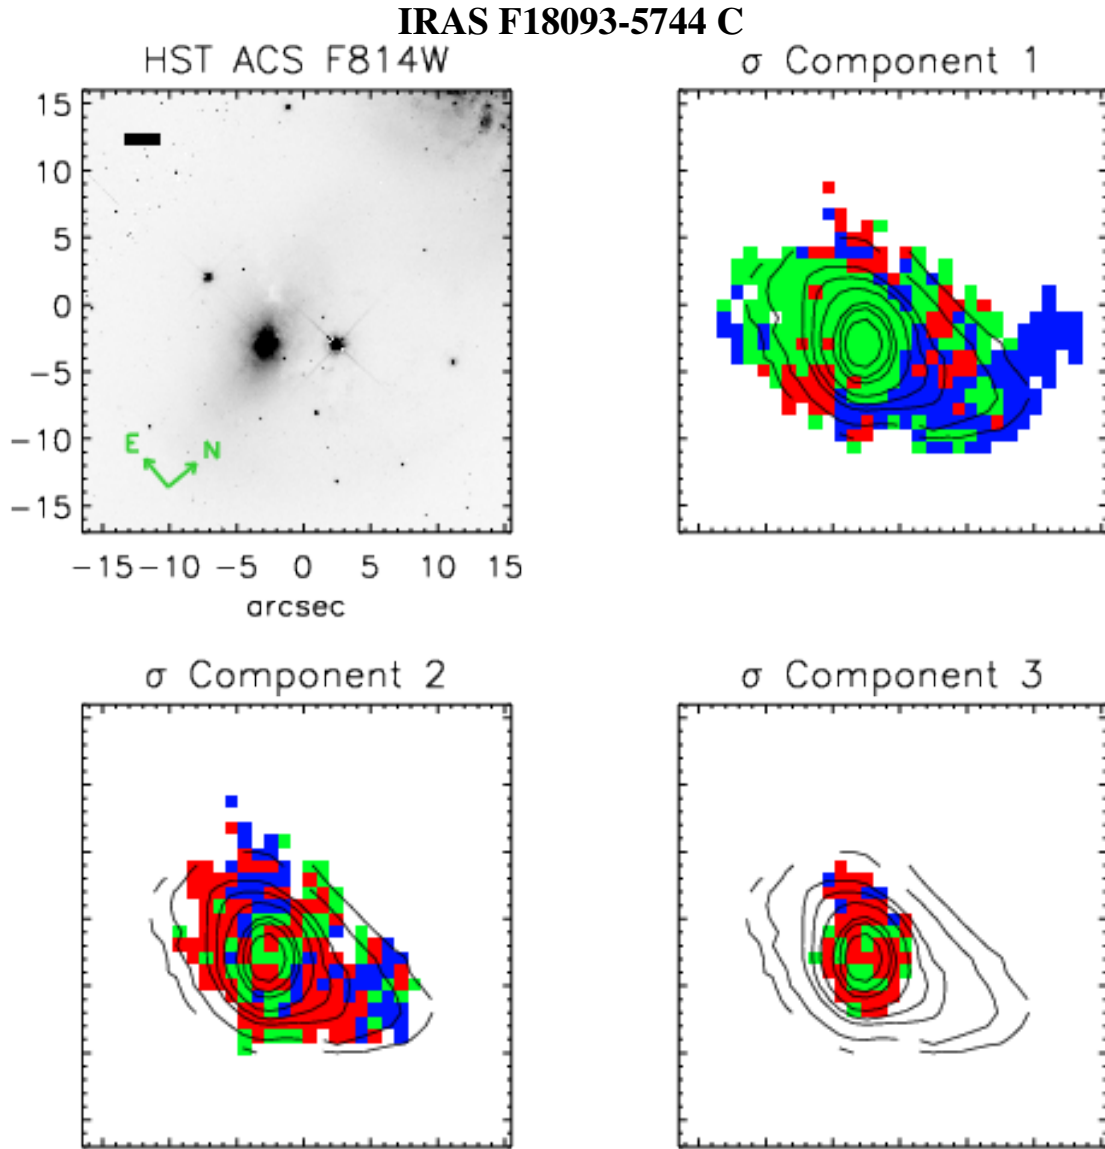 IRAS F18093-5744 C
HST ACS F814W
σ Component 1
15
10
5
0
−5
−10
−15
E
N
−15 −10 −5 0 5 10 15
arcsec
σ Component 2
σ Component 3